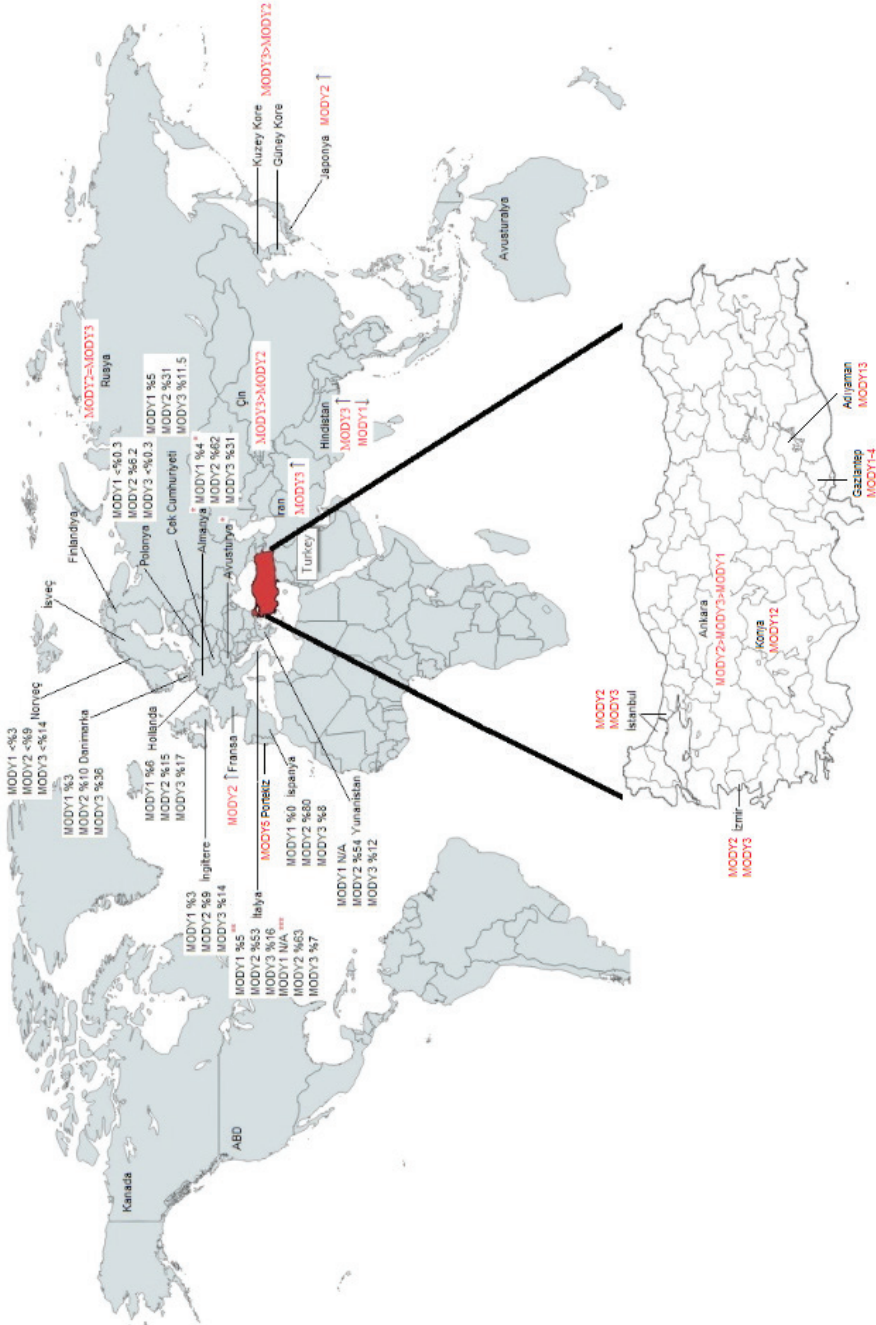 Kanada
ABD
MODY1 <%3
MODY2 <%9
MODY3 <%14
Norveç
İsveç
Finlandiya
MODY1 %3
MODY2 %10 Danimarka
MODY3 %36
MODY1 <%0.3
MODY2 %6.2
MODY3 <%0.3
Polonya
MODY2=MODY3
Rusya
MODY1 %5
MODY2 %31
MODY3 %11.5
Çek Cumhuriyeti
MODY1 %6
MODY2 %15
MODY3 %17
Hollanda
Almanya * MODY1 %4 *
MODY2 %62
MODY3 %31
Avusturya *
MODY1 %3
MODY2 %9
MODY3 %14
İngiltere
MODY2 ↑ Fransa
MODY1 %5 **
MODY2 %53 İtalya
MODY3 %16
MODY1 N/A ***
MODY2 %63
MODY3 %7
MODY5 Portekiz
MODY1 %0 İspanya
MODY2 %80
MODY3 %8
MODY1 N/A
MODY2 %54 Yunanistan
MODY3 %12
Turkey
İran
MODY3 ↑
Çin
MODY3>MODY2
Hindistan
MODY3 ↑
MODY1 ↓
Kuzey Kore
MODY3>MODY2
Güney Kore
Japonya MODY2 ↑
Avusturalya
MODY2
MODY3
İstanbul
MODY2
MODY3
İzmir
Ankara
MODY2>MODY3>MODY1
Konya
MODY12
Gaziantep
MODY1-4
Adıyaman
MODY13